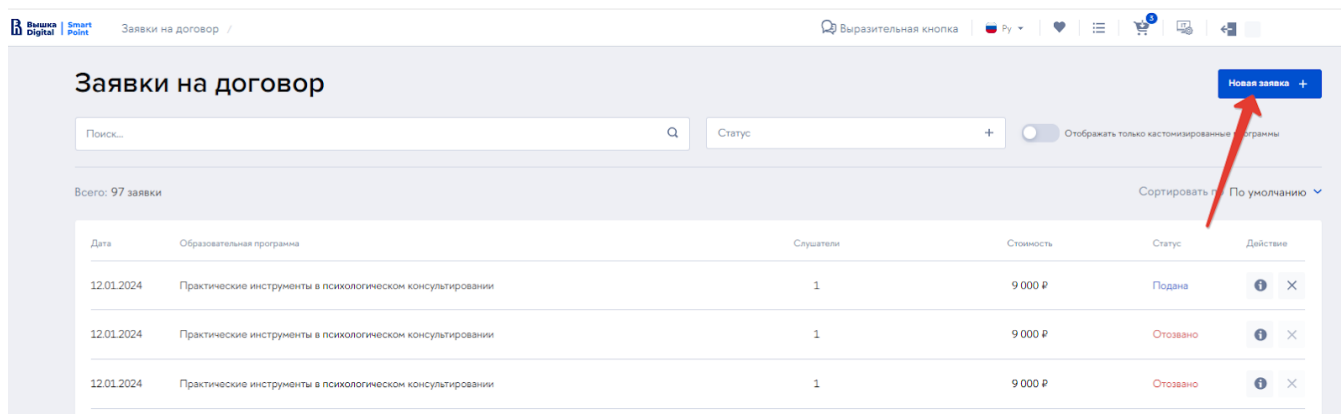 Вышка | Smart
Digital | Point
Заявки на договор /
Выразительная кнопка
Ру
3
IT
Заявки на договор
Новая заявка +
Поиск...
Статус +
Отображать только кастомизированные программы
Всего: 97 заявки
Сортировать по По умолчанию
Дата Образовательная программа Слушатели Стоимость Статус Действие
12.01.2024 Практические инструменты в психологическом консультировании 1 9 000 ₽ Подана
12.01.2024 Практические инструменты в психологическом консультировании 1 9 000 ₽ Отозвано
12.01.2024 Практические инструменты в психологическом консультировании 1 9 000 ₽ Отозвано